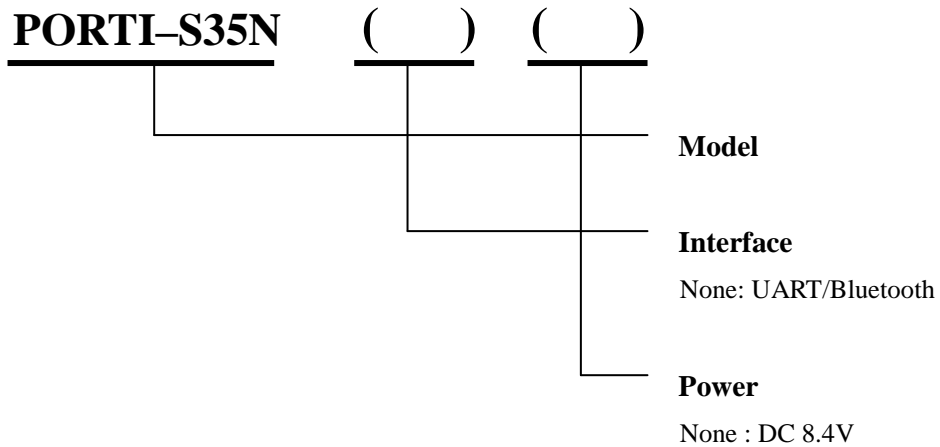 PORTI–S35N ( ) ( )
Model
Interface
None: UART/Bluetooth
Power
None : DC 8.4V